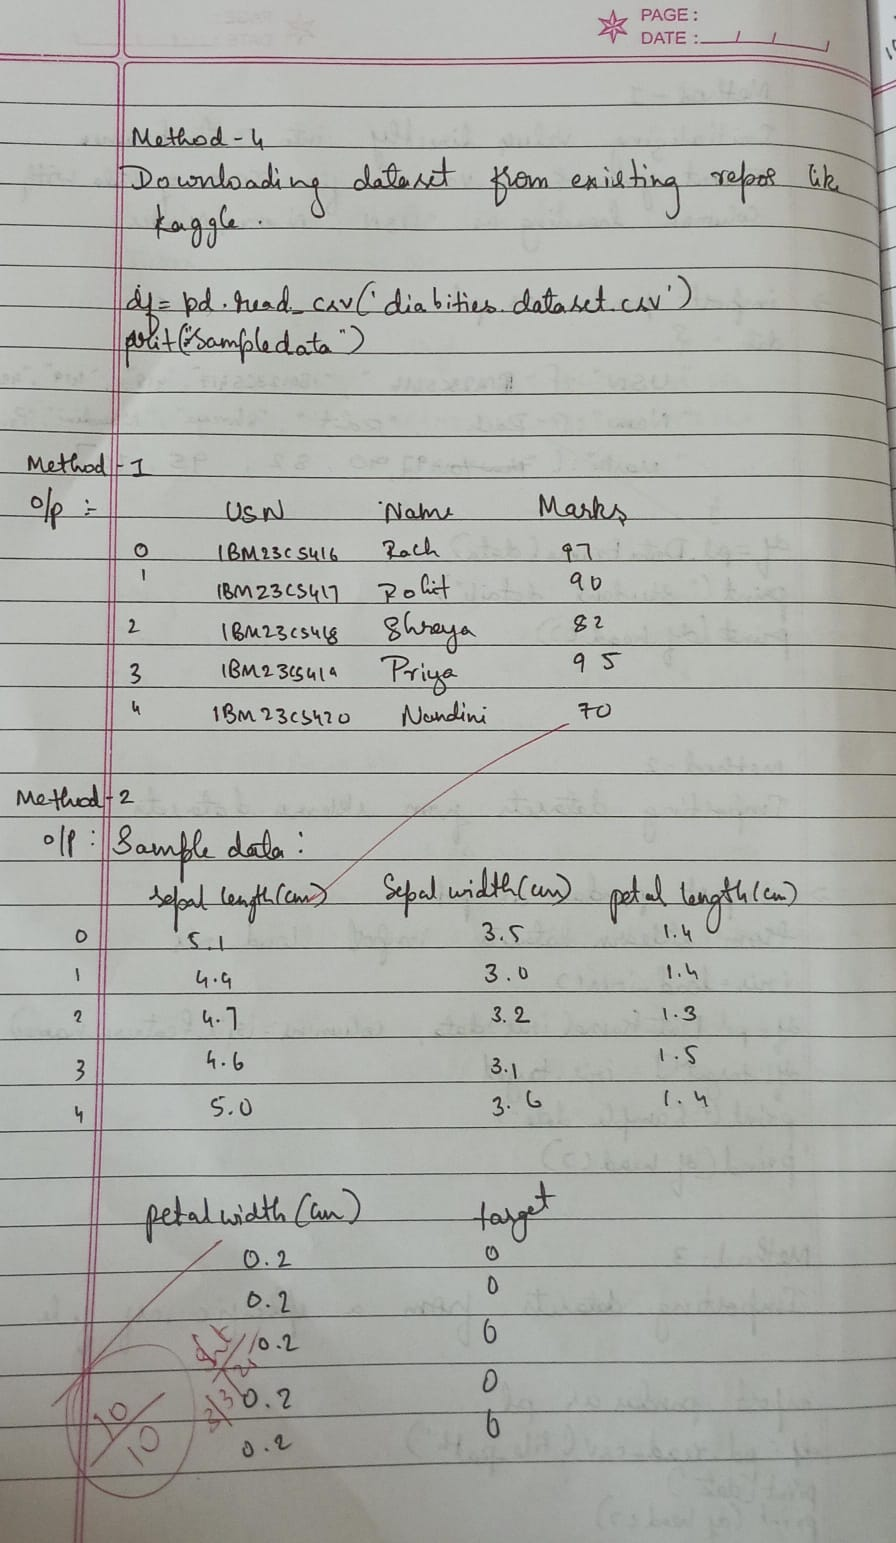 PAGE :
DATE : / /
Method - 4
Downloading dataset from existing repos lik
kaggle.
df = pd.read_csv('diabities.dataset.csv')
print("sample data")
Method - 1
o/p :-
USN Name Marks
0 1BM23CS416 Rach 97
1 1BM23CS417 Rohit 90
2 1BM23CS418 Shreya 82
3 1BM23CS419 Priya 95
4 1BM23CS420 Nandini 70
Method - 2
o/p : Sample data :
sepal length(cm) Sepal width(cm) petal length(cm)
0 5.1 3.5 1.4
1 4.9 3.0 1.4
2 4.7 3.2 1.3
3 4.6 3.1 1.5
4 5.0 3.6 1.4
petal width(cm) target
0.2 0
0.2 0
0.2 0
0.2 0
0.2 0
10/10